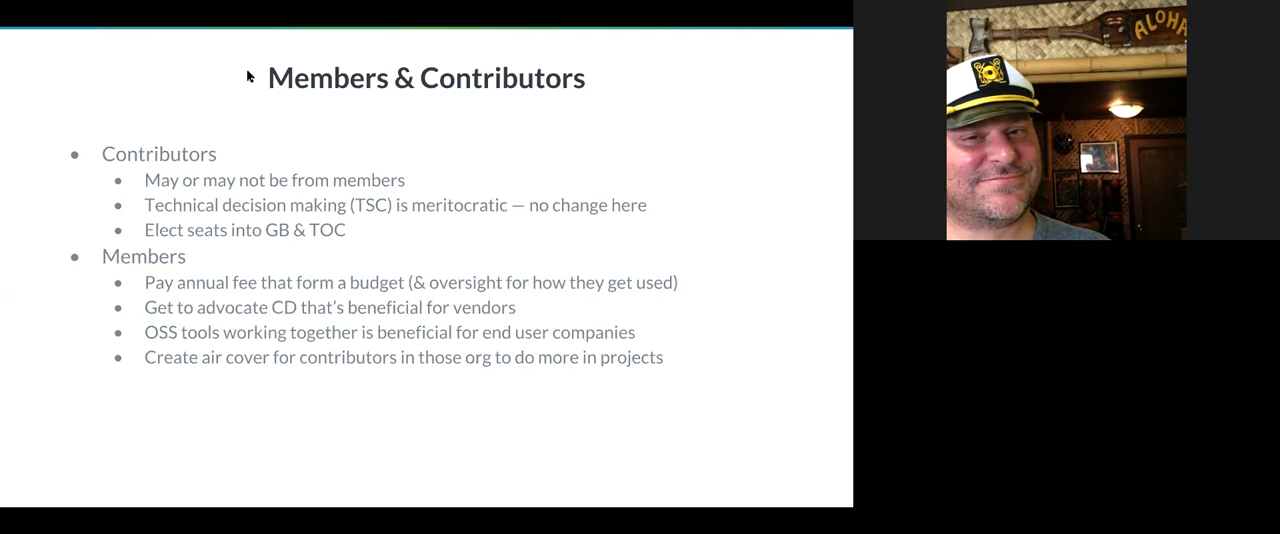 Members & Contributors
Contributors
May or may not be from members
Technical decision making (TSC) is meritocratic — no change here
Elect seats into GB & TOC
Members
Pay annual fee that form a budget (& oversight for how they get used)
Get to advocate CD that's beneficial for vendors
OSS tools working together is beneficial for end user companies
Create air cover for contributors in those org to do more in projects
ALOHA